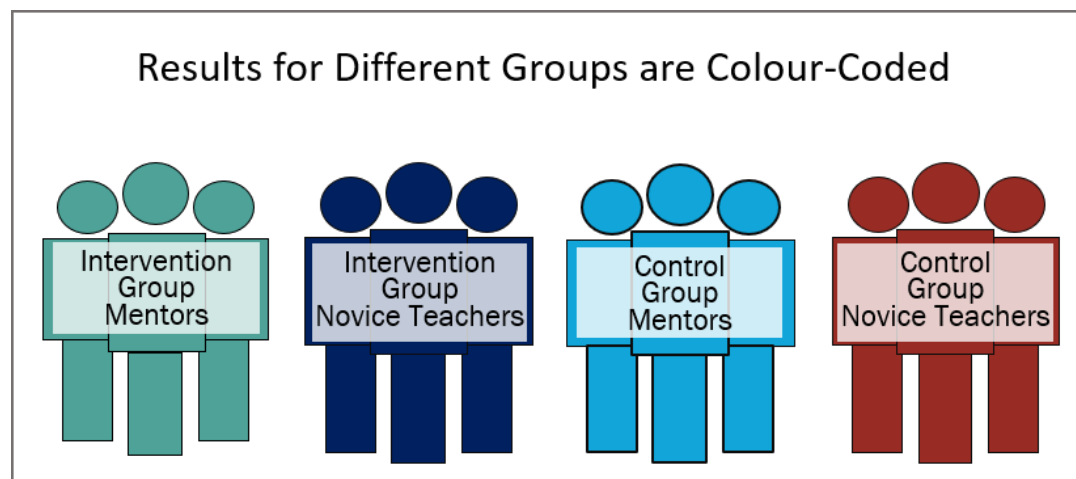 Results for Different Groups are Colour-Coded
Intervention
Group
Mentors
Intervention
Group
Novice Teachers
Control
Group
Mentors
Control
Group
Novice Teachers